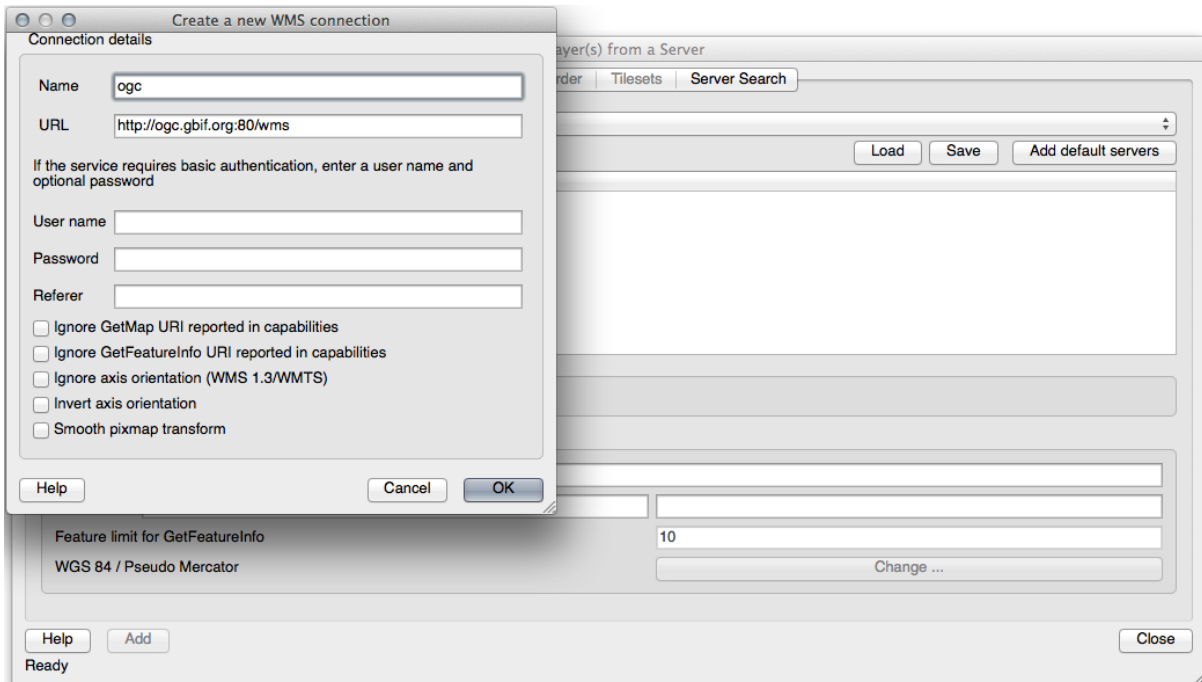 Create a new WMS connection
Connection details
Name ogc
URL http://ogc.gbif.org:80/wms
If the service requires basic authentication, enter a user name and
optional password
User name
Password
Referer
Ignore GetMap URI reported in capabilities
Ignore GetFeatureInfo URI reported in capabilities
Ignore axis orientation (WMS 1.3/WMTS)
Invert axis orientation
Smooth pixmap transform
Help Cancel OK
ayer(s) from a Server
rder Tilesets Server Search
Load Save Add default servers
Feature limit for GetFeatureInfo 10
WGS 84 / Pseudo Mercator Change ...
Help Add Close
Ready